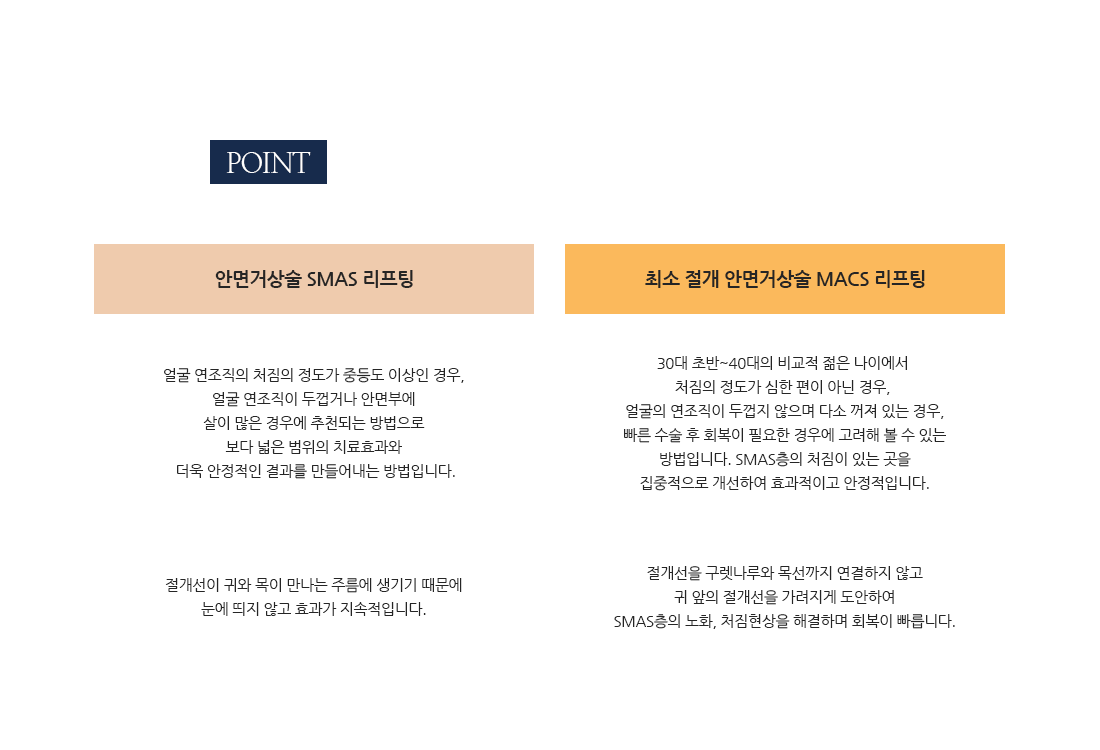 POINT
안면거상술 SMAS 리프팅
얼굴 연조직의 처짐의 정도가 중등도 이상인 경우,
얼굴 연조직이 두껍거나 안면부에
살이 많은 경우에 추천되는 방법으로
보다 넓은 범위의 치료효과와
더욱 안정적인 결과를 만들어내는 방법입니다.
절개선이 귀와 목이 만나는 주름에 생기기 때문에
눈에 띄지 않고 효과가 지속적입니다.
최소 절개 안면거상술 MACS 리프팅
30대 초반~40대의 비교적 젊은 나이에서
처짐의 정도가 심한 편이 아닌 경우,
얼굴의 연조직이 두껍지 않으며 다소 꺼져 있는 경우,
빠른 수술 후 회복이 필요한 경우에 고려해 볼 수 있는
방법입니다. SMAS층의 처짐이 있는 곳을
집중적으로 개선하여 효과적이고 안정적입니다.
절개선을 구렛나루와 목선까지 연결하지 않고
귀 앞의 절개선을 가려지게 도안하여
SMAS층의 노화, 처짐현상을 해결하며 회복이 빠릅니다.